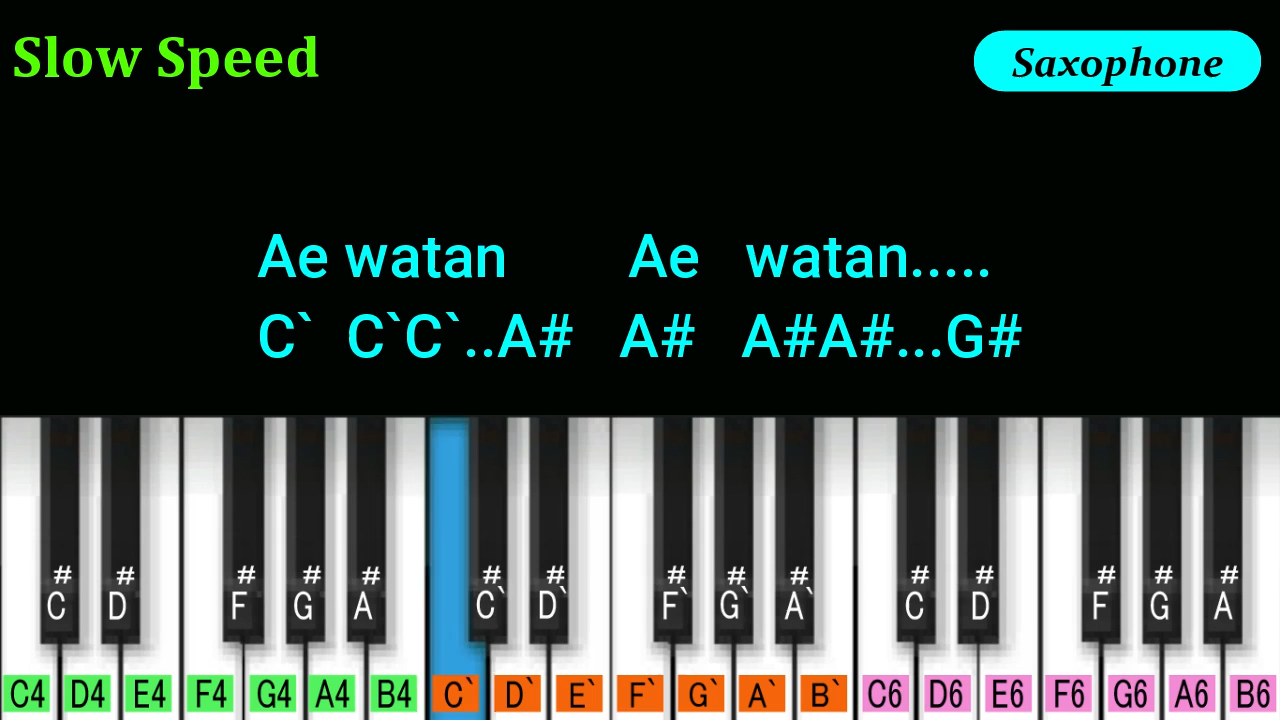 Slow Speed
Saxophone
Ae watan Ae watan.....
C` C`C`..A# A# A#A#...G#
# # # # # # # # # # # # # # #
C D F G A C` D` F` G` A` C D F G A
C4 D4 E4 F4 G4 A4 B4 C` D` E` F` G` A` B` C6 D6 E6 F6 G6 A6 B6